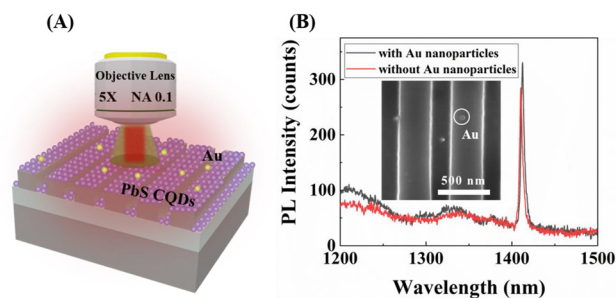 (A)
Objective Lens
5X NA 0.1
Au
PbS CQDs
(B)
with Au nanoparticles
without Au nanoparticles
Au
500 nm
PL Intensity (counts)
300
200
100
0
1200
1300
1400
1500
Wavelength (nm)